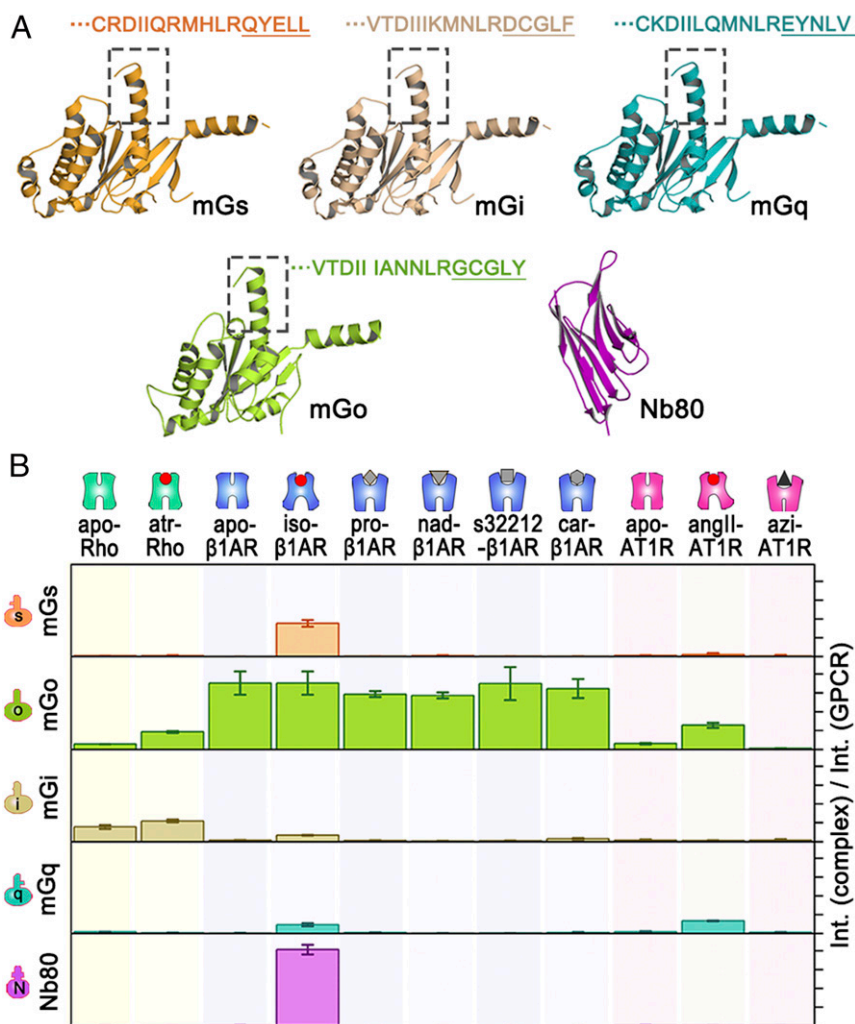 A
···CRDIIQRMHLRQYELL
···VTDIIIKMNLRDCGLF
···CKDIILQMNLREYNLV
mGs
mGi
mGq
···VTDII IANNLRGCGLY
mGo
Nb80
B
apo-
Rho
atr-
Rho
apo-
β1AR
iso-
β1AR
pro-
β1AR
nad-
β1AR
s32212
-β1AR
car-
β1AR
apo-
AT1R
angII-
AT1R
azi-
AT1R
s
mGs
o
mGo
i
mGi
q
mGq
N
Nb80
Int. (complex) / Int. (GPCR)